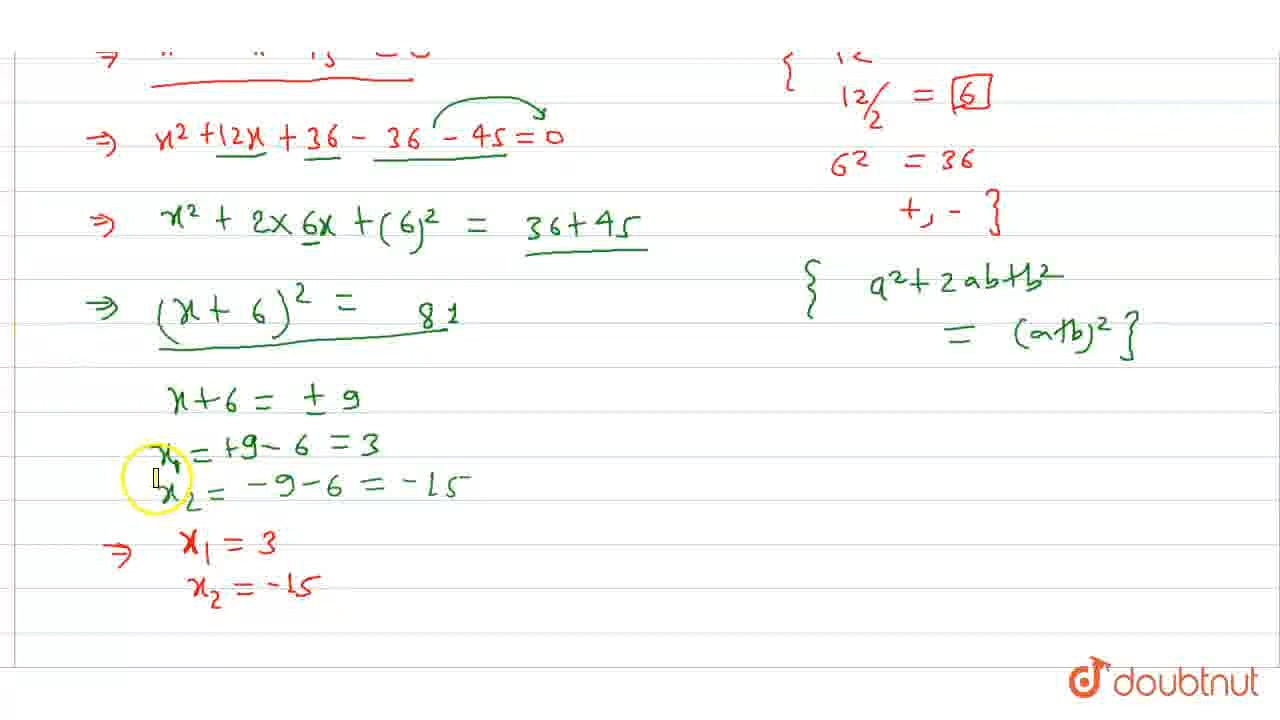 ⇒ x² + 12x + 36 - 36 - 45 = 0
⇒ x² + 2 × 6x + (6)² = 36 + 45
⇒ (x + 6)² = 81
x + 6 = ± 9
x₁ = +9 - 6 = 3
x₂ = -9 - 6 = -15
⇒ x₁ = 3
x₂ = -15
{ 12
12/2 = 6
6² = 36
+, - }
{ a² + 2ab + b²
= (a+b)² }
doubtnut